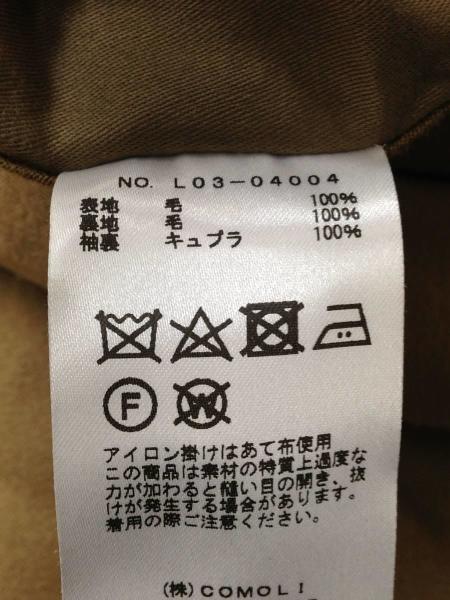 NO. L03-04004
表地 毛 100%
裏地 毛 100%
袖裏 キュプラ 100%
F W
アイロン掛けはあて布使用
この商品は素材の特質上過度な
力が加わると縫い目の開き、抜
けが発生する場合があります。
着用の際ご注意ください。
(株) COMOLI